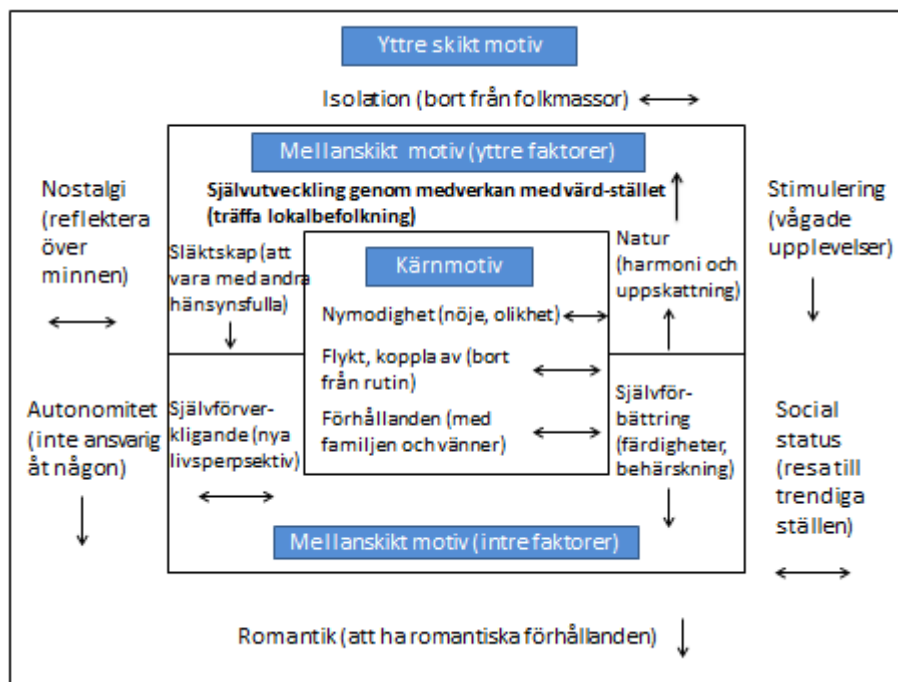 Yttre skikt motiv
Isolation (bort från folkmassor)
Mellanskikt motiv (yttre faktorer)
Självutveckling genom medverkan med värd-stället
(träffa lokalbefolkning)
Nostalgi
(reflektera
över
minnen)
Släktskap (att
vara med andra
hänsynsfulla)
Kärnmotiv
Nymodighet (nöje, olikhet)
Flykt, koppla av (bort
från rutin)
Förhållanden (med
familjen och vänner)
Natur
(harmoni och
uppskattning)
Stimulering
(vågade
upplevelser)
Autonomitet
(inte ansvarig
åt någon)
Självförver-
kligande (nya
livsperpsektiv)
Självför-
bättring
(färdigheter,
behärskning)
Social
status
(resa till
trendiga
ställen)
Mellanskikt motiv (intre faktorer)
Romantik (att ha romantiska förhållanden)